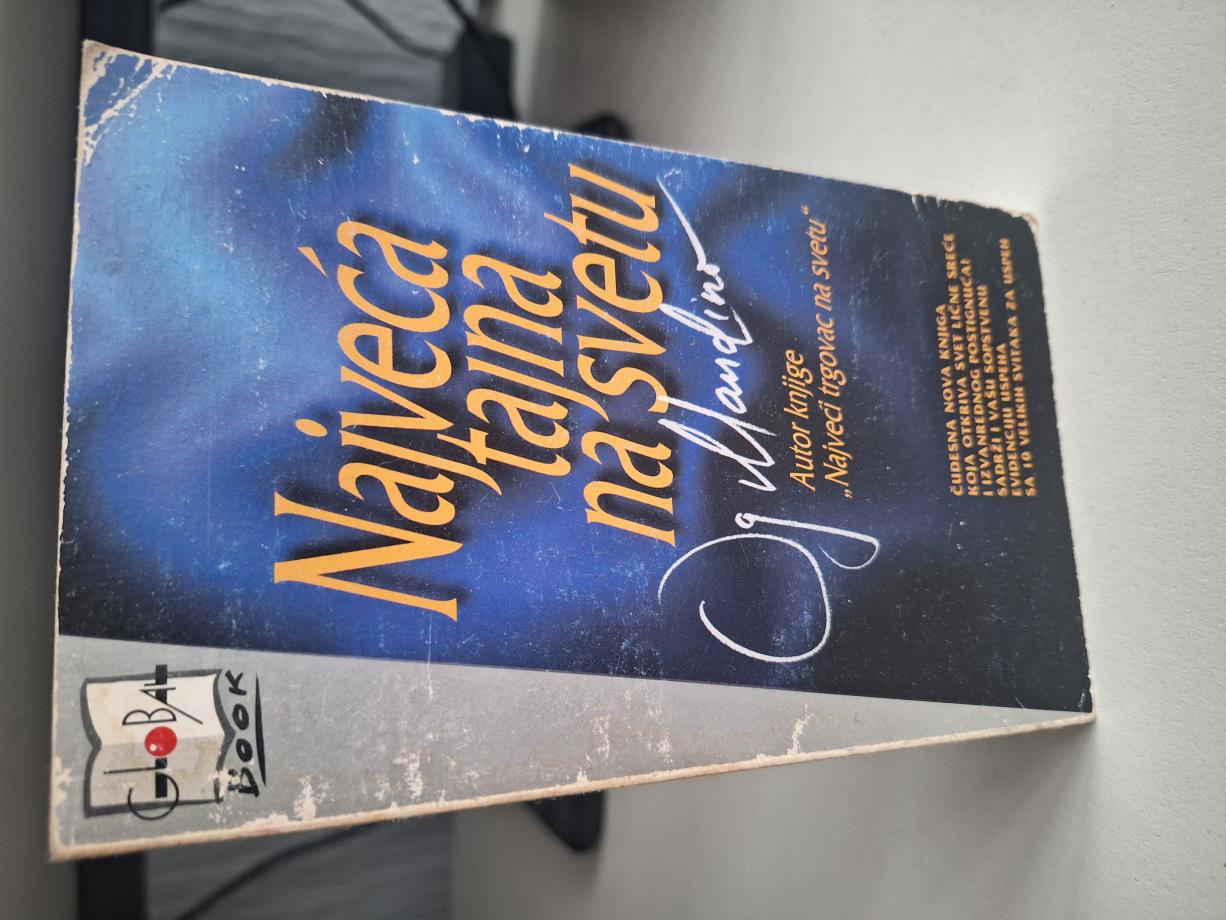 GLOBAL
BOOK
Najveća
tajna
na svetu
Og Mandino
Autor knjige
„Najveći trgovac na svetu“
ČUDESNA NOVA KNJIGA
KOJA OTKRIVA SVET LIČNE SREĆE
I IZVANREDNOG POSTIGNUĆA!
SADRŽI I VAŠU SOPSTVENU
EVIDENCIJU USPEHA
SA 10 VELIKIH SVITAKA ZA USPEH